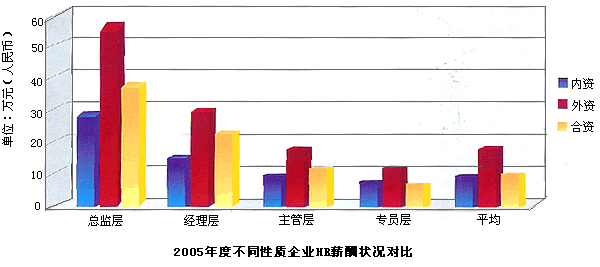 单位：万元（人民币）
60
50
40
30
20
10
0
总监层 经理层 主管层 专员层 平均
内资
外资
合资
2005年度不同性质企业HR薪酬状况对比